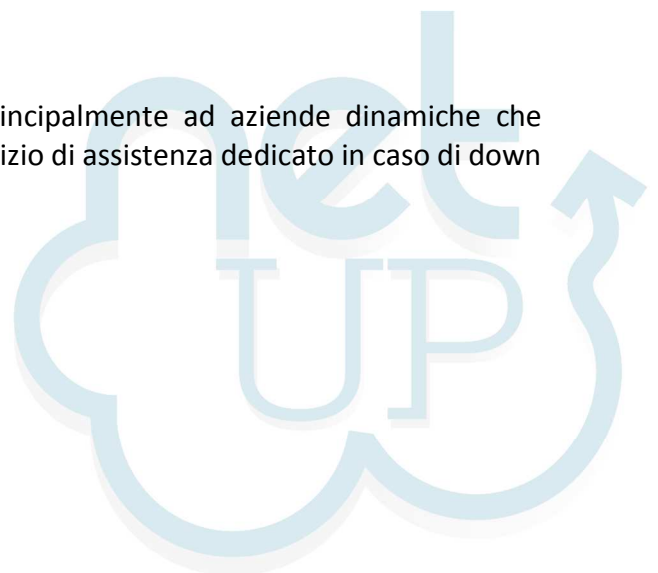 incipalmente ad aziende dinamiche che
izio di assistenza dedicato in caso di down
net
UP